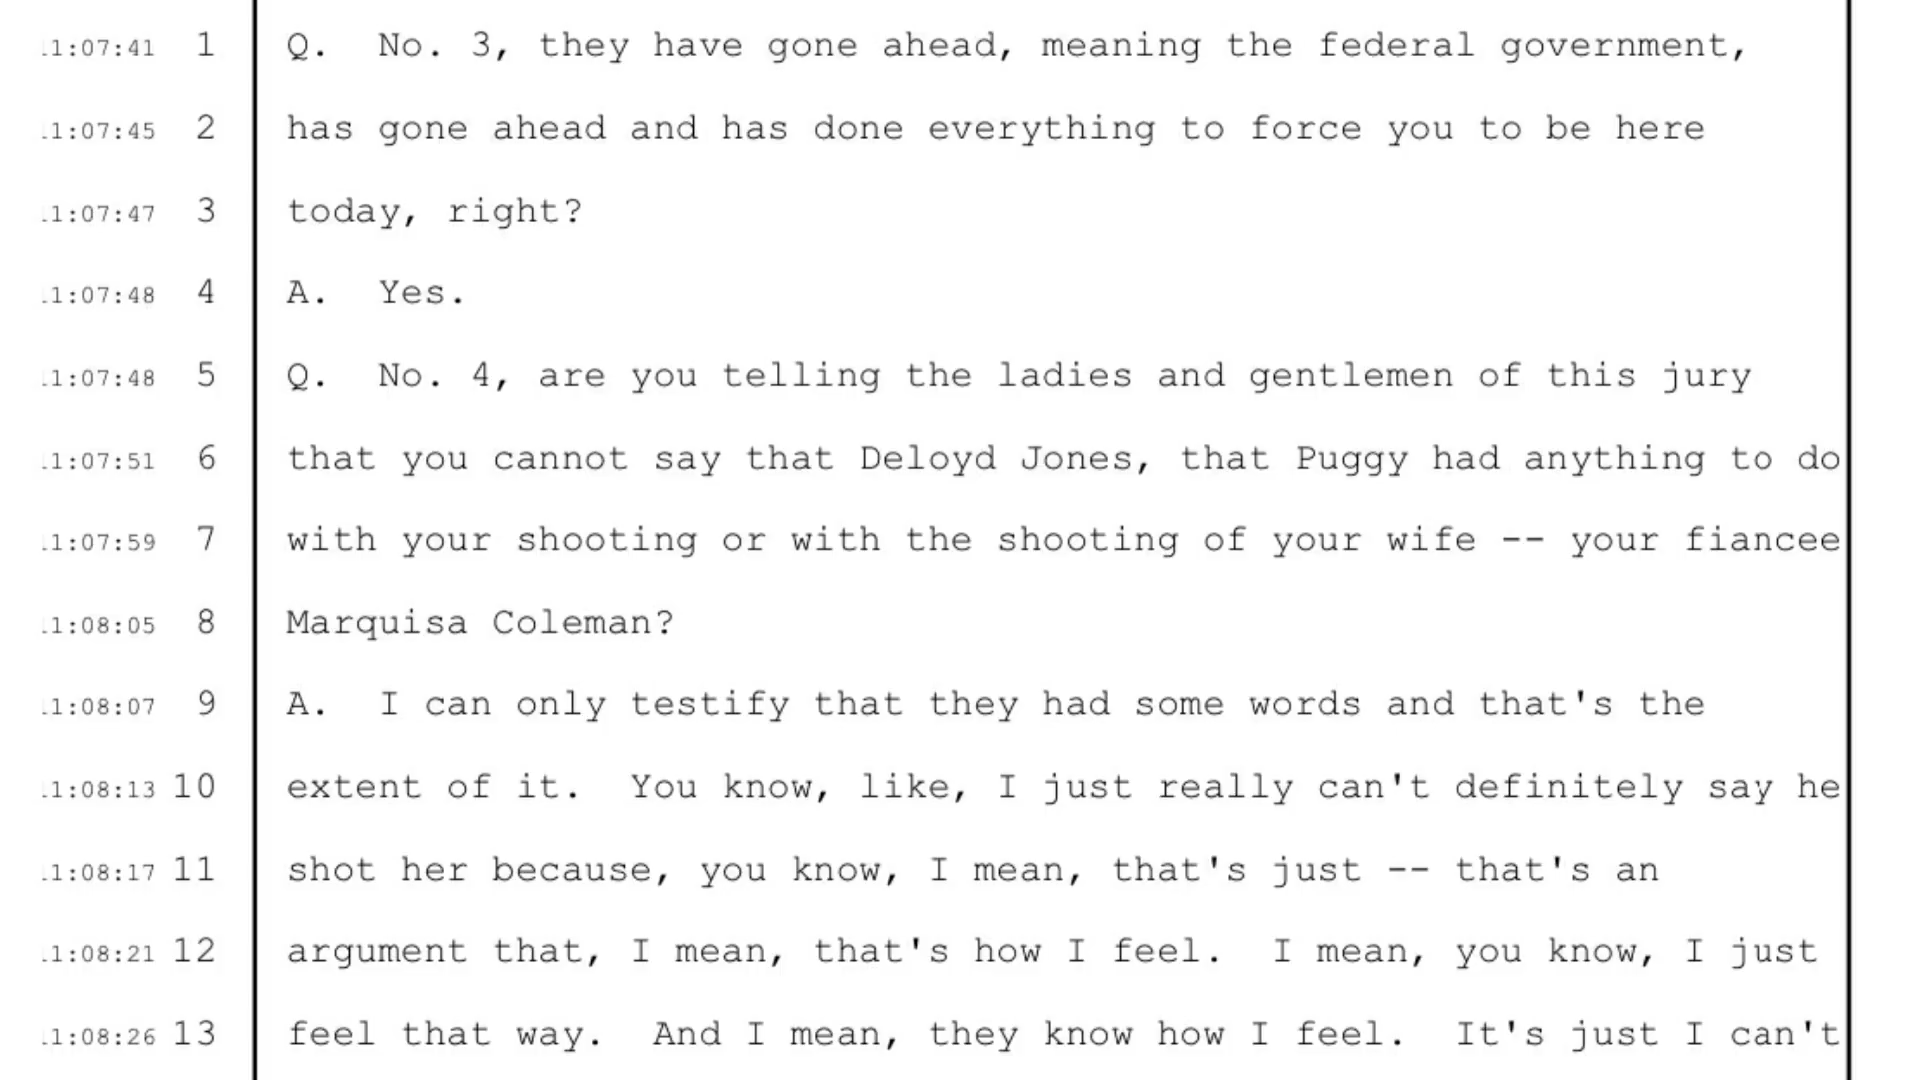 1:07:41 1 Q. No. 3, they have gone ahead, meaning the federal government,
1:07:45 2 has gone ahead and has done everything to force you to be here
1:07:47 3 today, right?
1:07:48 4 A. Yes.
1:07:48 5 Q. No. 4, are you telling the ladies and gentlemen of this jury
1:07:51 6 that you cannot say that Deloyd Jones, that Puggy had anything to do
1:07:59 7 with your shooting or with the shooting of your wife -- your fiancee
1:08:05 8 Marquisa Coleman?
1:08:07 9 A. I can only testify that they had some words and that's the
1:08:13 10 extent of it. You know, like, I just really can't definitely say he
1:08:17 11 shot her because, you know, I mean, that's just -- that's an
1:08:21 12 argument that, I mean, that's how I feel. I mean, you know, I just
1:08:26 13 feel that way. And I mean, they know how I feel. It's just I can't